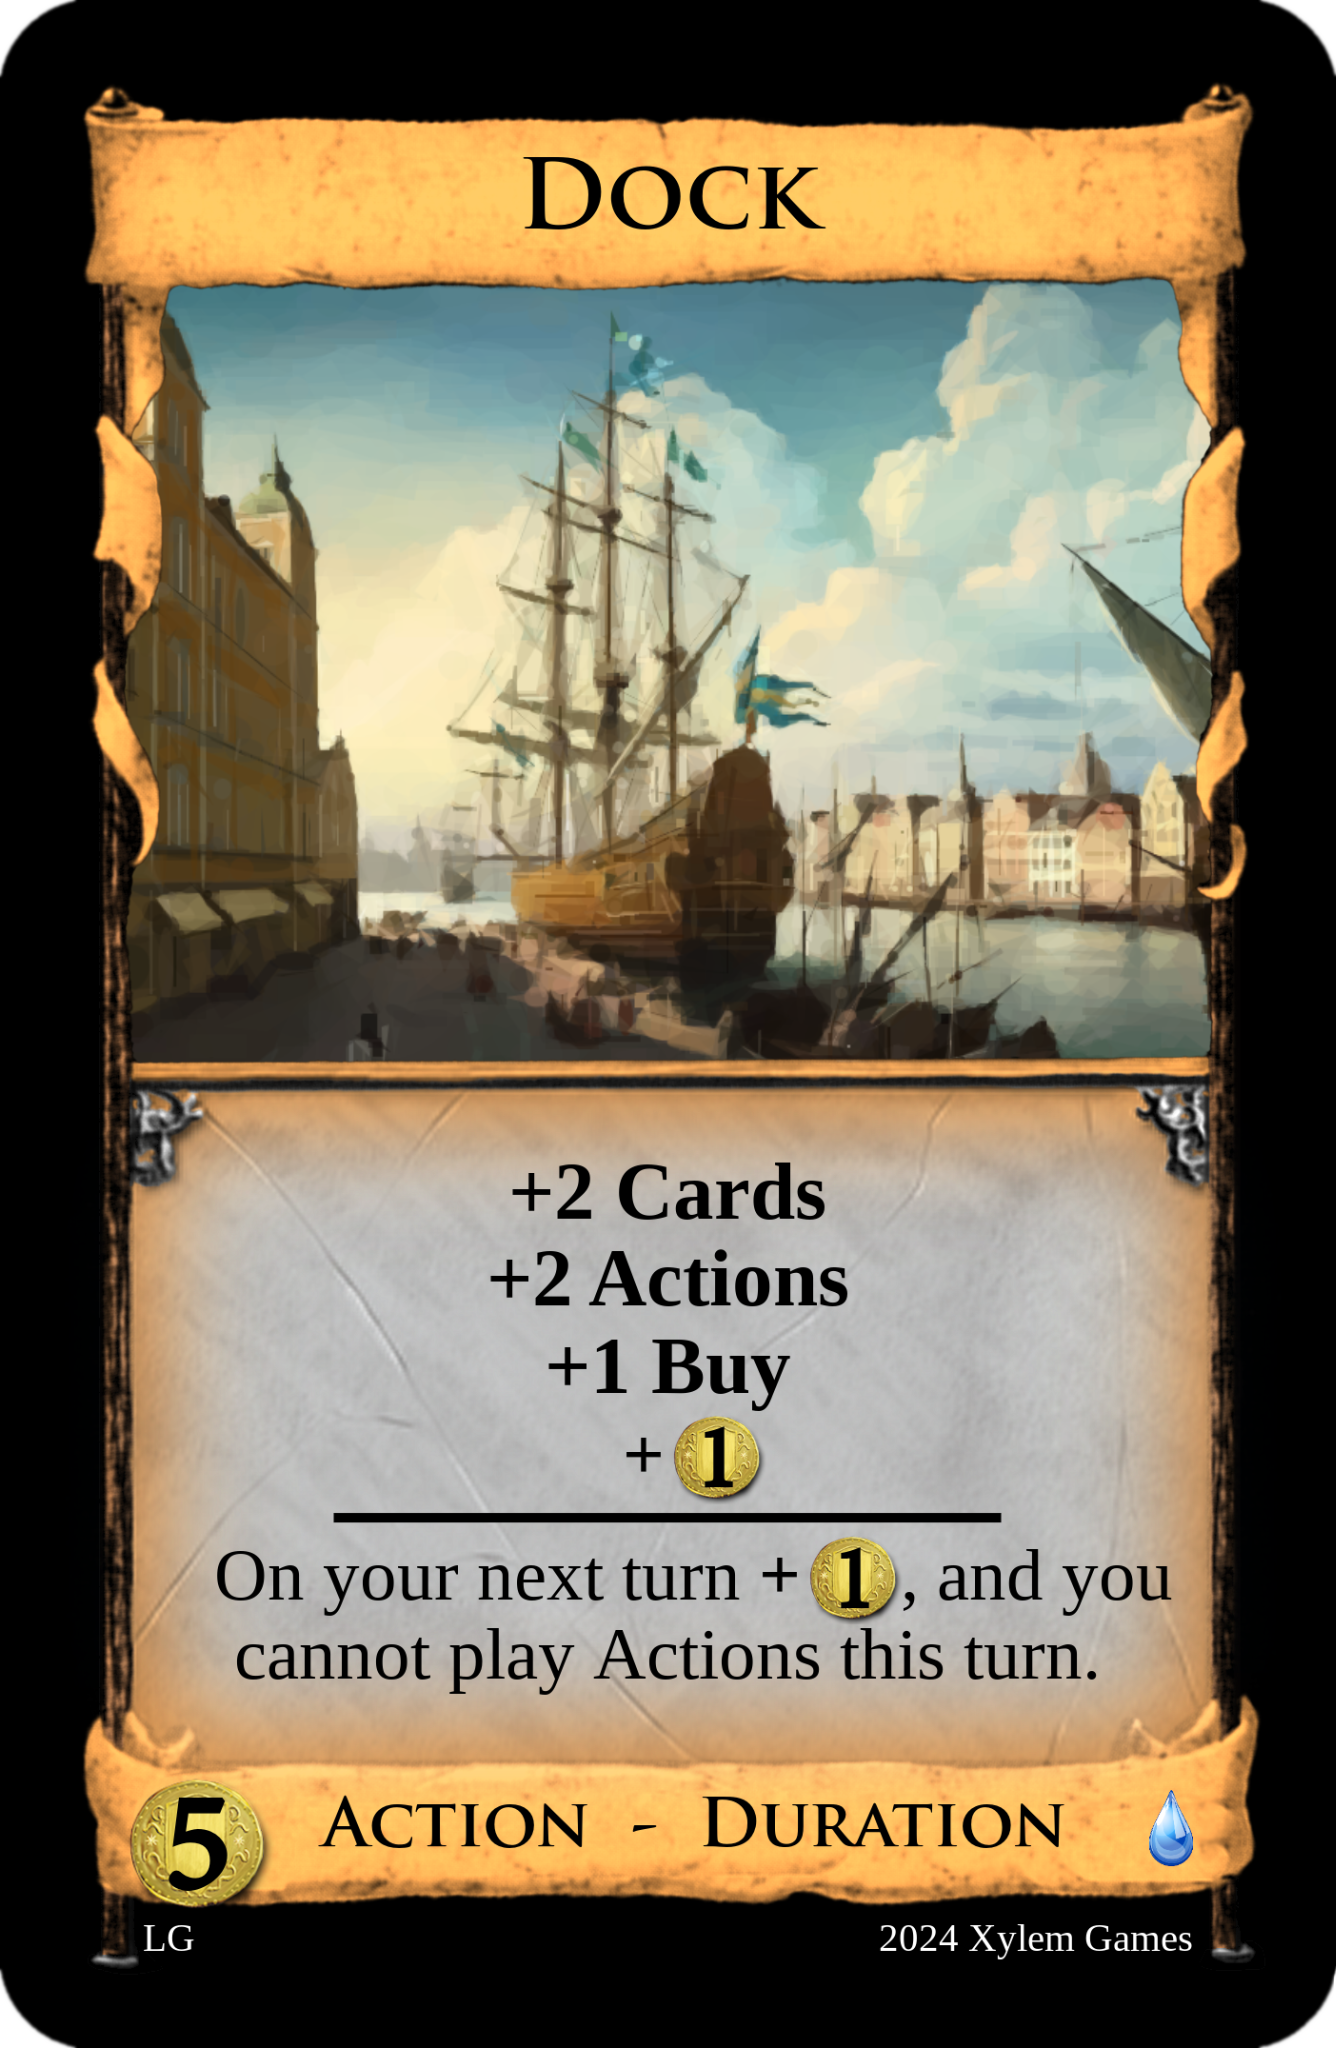 Dock
+2 Cards
+2 Actions
+1 Buy
+ 1
On your next turn + 1, and you
cannot play Actions this turn.
5 Action - Duration
LG 2024 Xylem Games